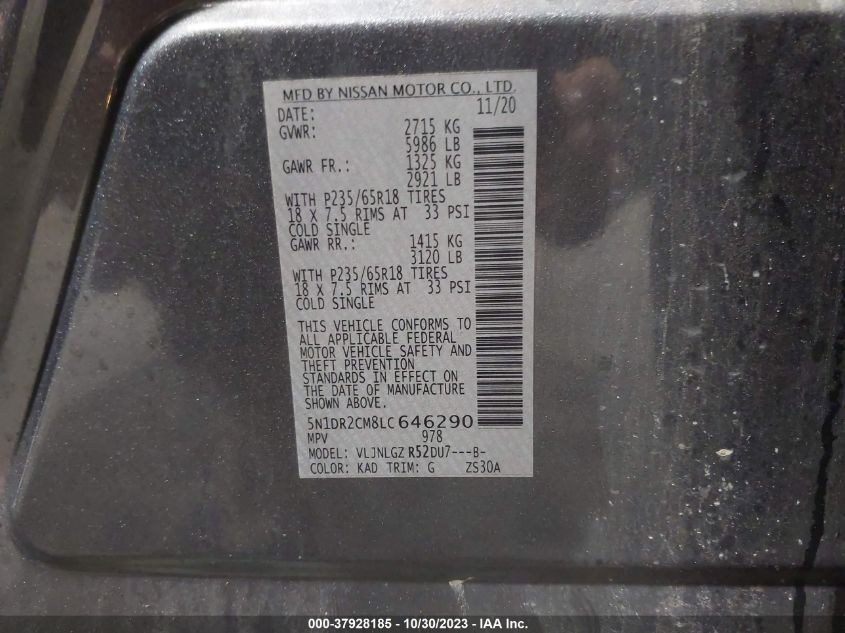 MFD BY NISSAN MOTOR CO., LTD.
DATE: 11/20
GVWR: 2715 KG
5986 LB
GAWR FR.: 1325 KG
2921 LB
WITH P235/65R18 TIRES
18 X 7.5 RIMS AT 33 PSI
COLD SINGLE
GAWR RR.: 1415 KG
3120 LB
WITH P235/65R18 TIRES
18 X 7.5 RIMS AT 33 PSI
COLD SINGLE
THIS VEHICLE CONFORMS TO
ALL APPLICABLE FEDERAL
MOTOR VEHICLE SAFETY AND
THEFT PREVENTION
STANDARDS IN EFFECT ON
THE DATE OF MANUFACTURE
SHOWN ABOVE.
5N1DR2CM8LC646290
MPV 978
MODEL: VLJNLGZ R52DU7---B-
COLOR: KAD TRIM: G ZS30A
000-37928185 - 10/30/2023 - IAA Inc.